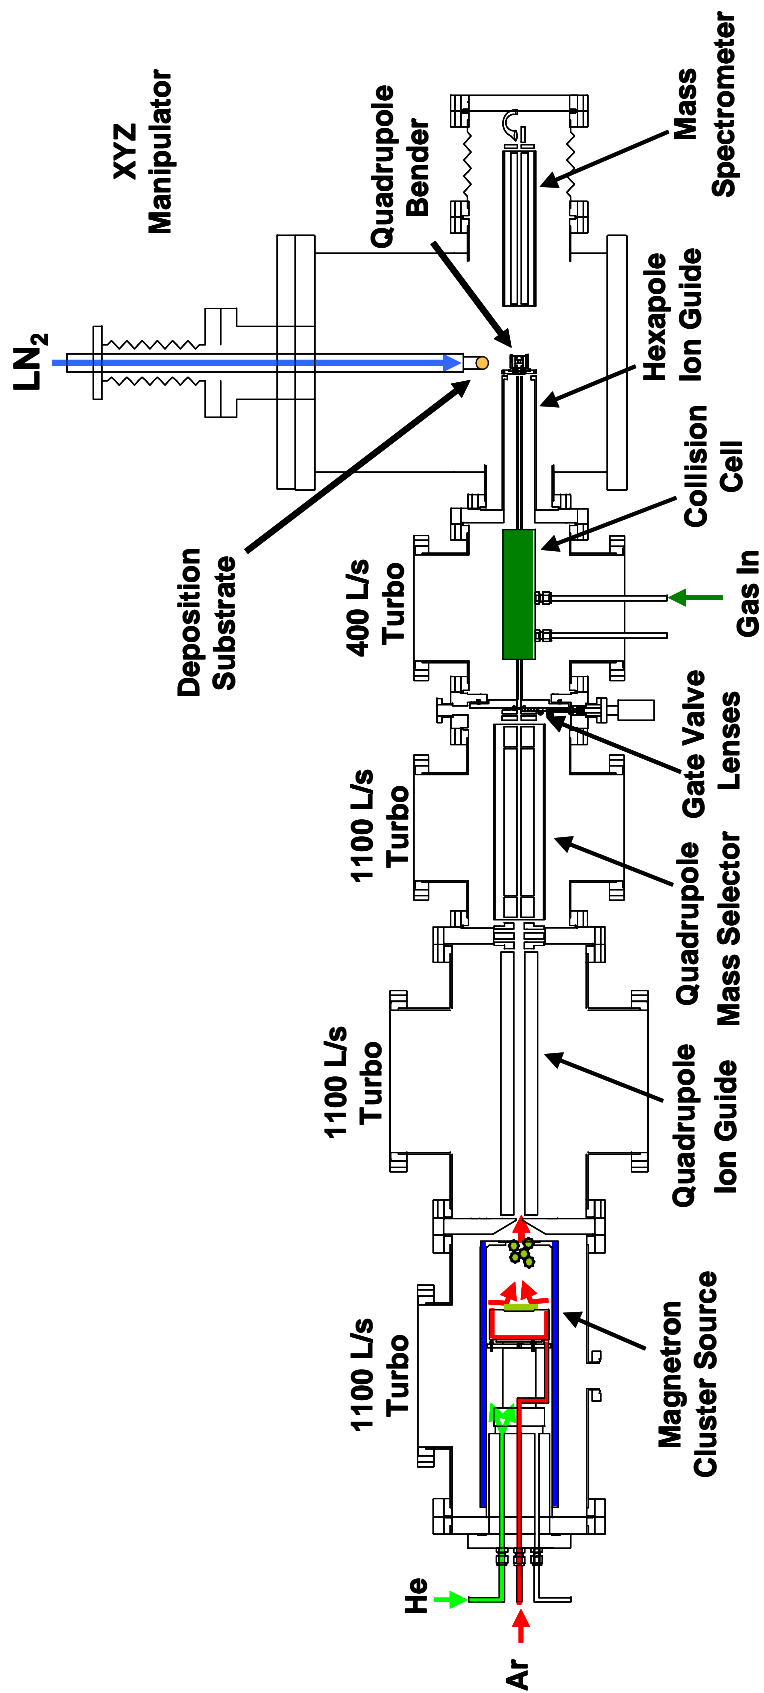 LN2
XYZ
Manipulator
Quadrupole
Bender
Mass
Spectrometer
Deposition
Substrate
Hexapole
Ion Guide
400 L/s
Turbo
Collision
Cell
Gas In
1100 L/s
Turbo
Gate Valve
Lenses
Quadrupole
Mass Selector
1100 L/s
Turbo
Quadrupole
Ion Guide
1100 L/s
Turbo
Magnetron
Cluster Source
He
Ar